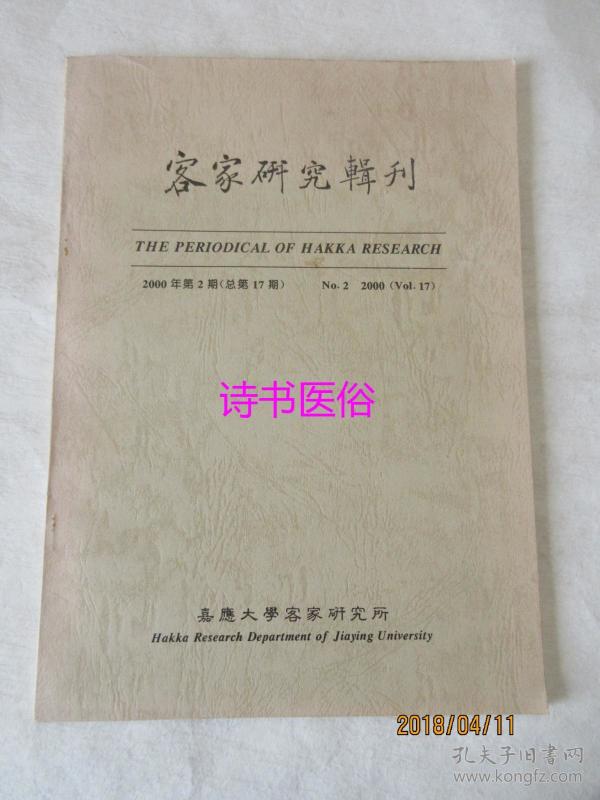 客家研究輯刊
THE PERIODICAL OF HAKKA RESEARCH
2000年第2期(总第17期) No.2 2000 (Vol.17)
诗书医俗
嘉應大學客家研究所
Hakka Research Department of Jiaying University
2018/04/11
孔夫子旧書网
www.kongfz.com